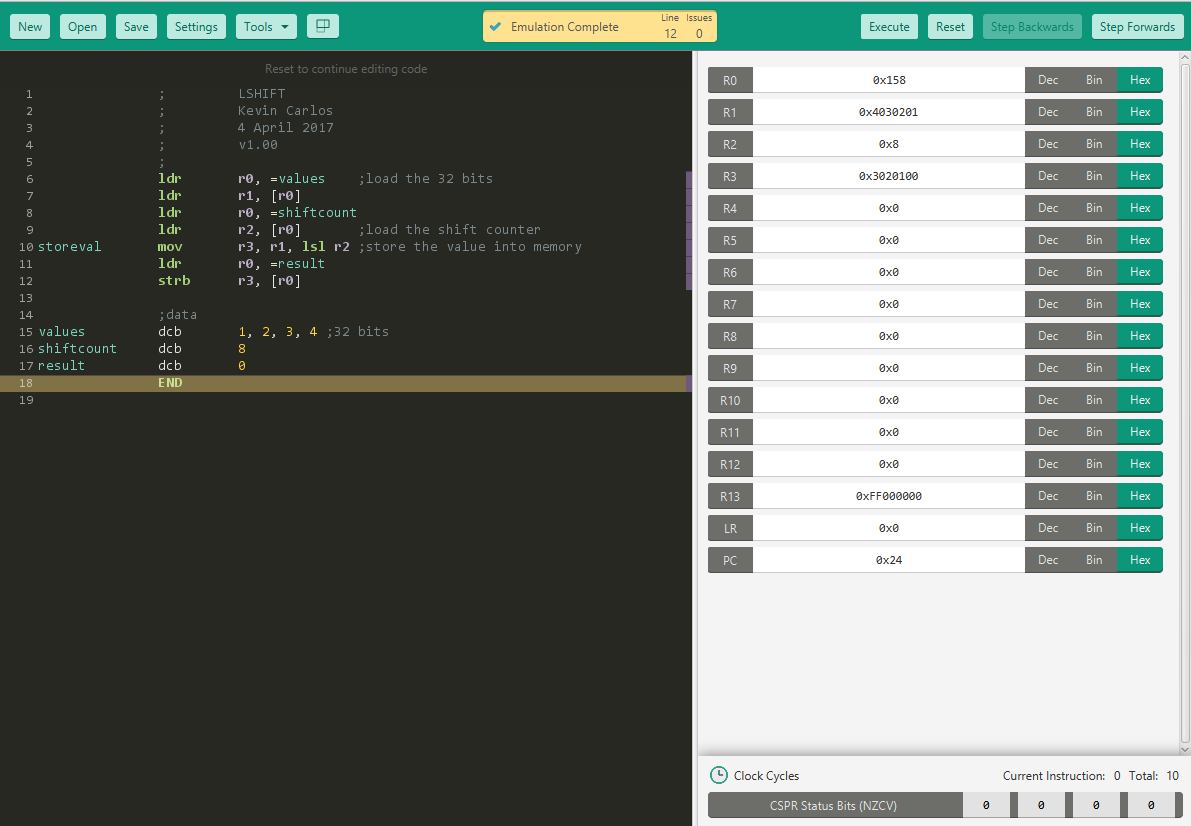 New Open Save Settings Tools Emulation Complete Line 12 Issues 0 Execute Reset Step Backwards Step Forwards
Reset to continue editing code
1 ; LSHIFT
2 ; Kevin Carlos
3 ; 4 April 2017
4 ; v1.00
5 ;
6 ldr r0, =values ;load the 32 bits
7 ldr r1, [r0]
8 ldr r0, =shiftcount
9 ldr r2, [r0] ;load the shift counter
10 storeval mov r3, r1, lsl r2 ;store the value into memory
11 ldr r0, =result
12 strb r3, [r0]
13
14 ;data
15 values dcb 1, 2, 3, 4 ;32 bits
16 shiftcount dcb 8
17 result dcb 0
18 END
19
R0 0x158 Dec Bin Hex
R1 0x4030201 Dec Bin Hex
R2 0x8 Dec Bin Hex
R3 0x3020100 Dec Bin Hex
R4 0x0 Dec Bin Hex
R5 0x0 Dec Bin Hex
R6 0x0 Dec Bin Hex
R7 0x0 Dec Bin Hex
R8 0x0 Dec Bin Hex
R9 0x0 Dec Bin Hex
R10 0x0 Dec Bin Hex
R11 0x0 Dec Bin Hex
R12 0x0 Dec Bin Hex
R13 0xFF000000 Dec Bin Hex
LR 0x0 Dec Bin Hex
PC 0x24 Dec Bin Hex
Clock Cycles Current Instruction: 0 Total: 10
CSPR Status Bits (NZCV) 0 0 0 0